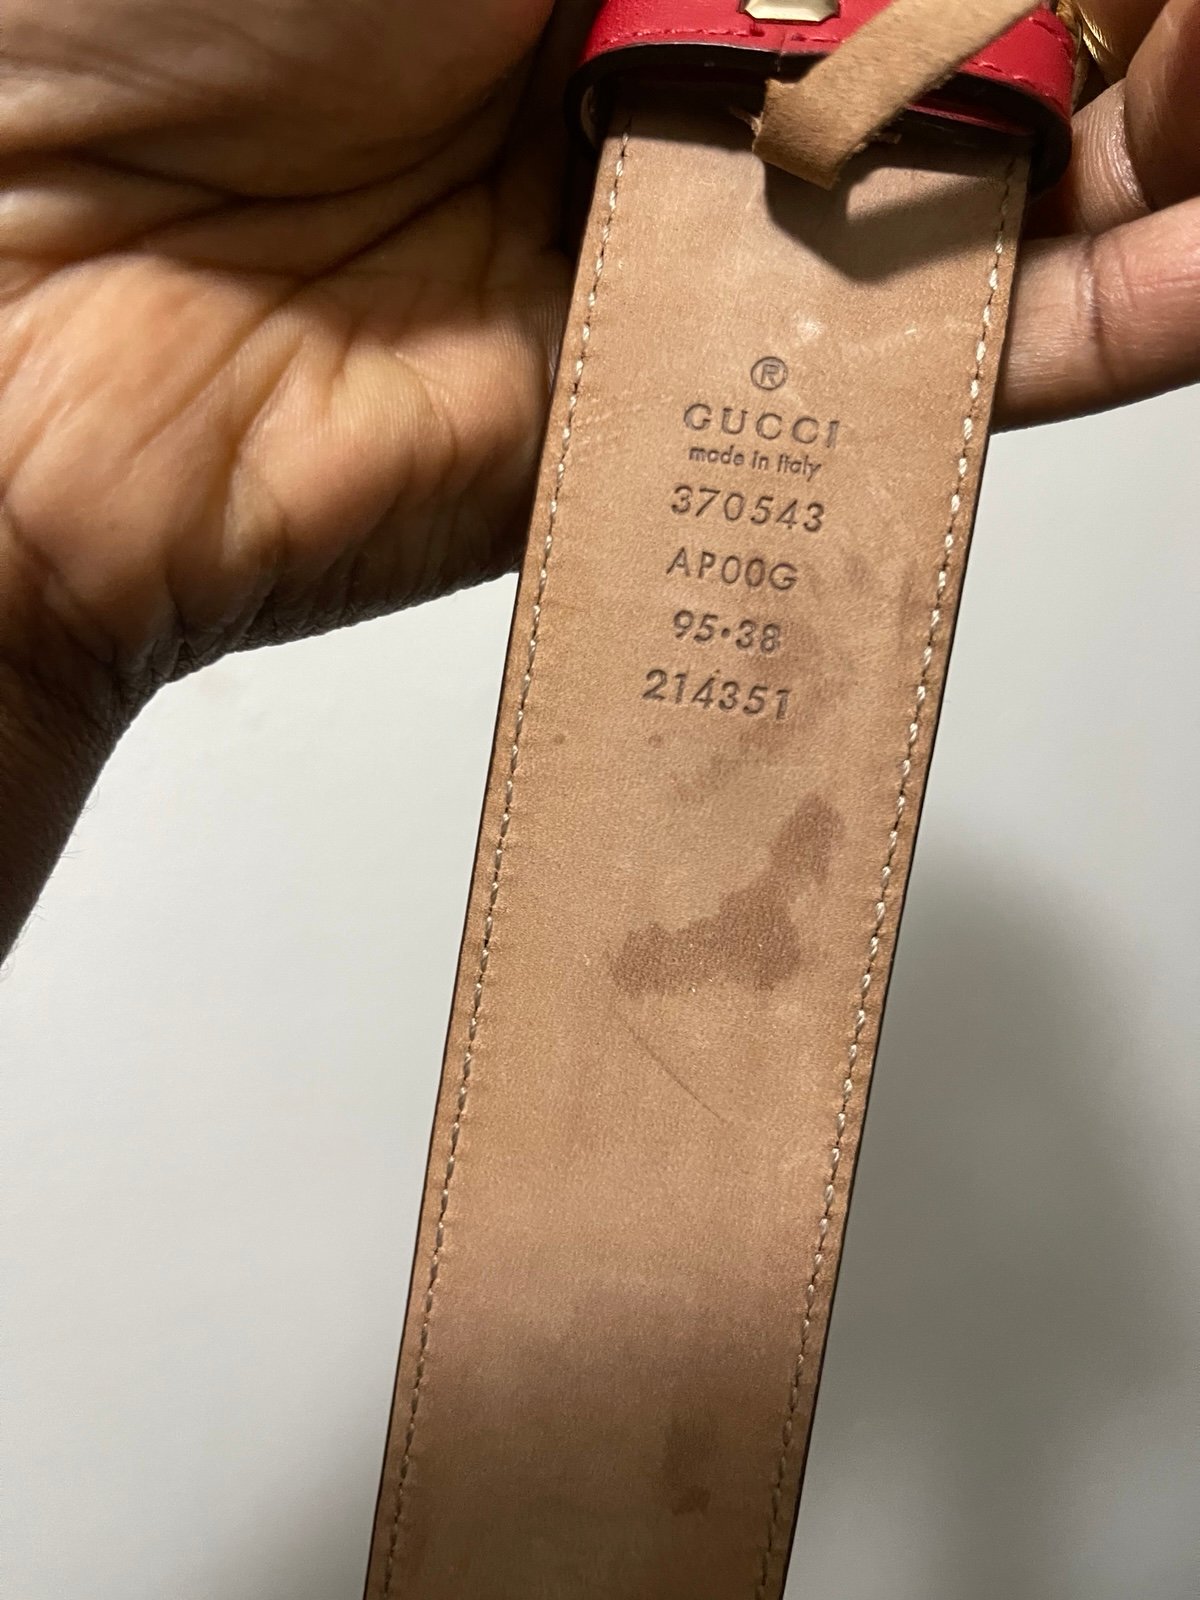 ®
GUCCI
made in Italy
370543
AP00G
95•38
214351